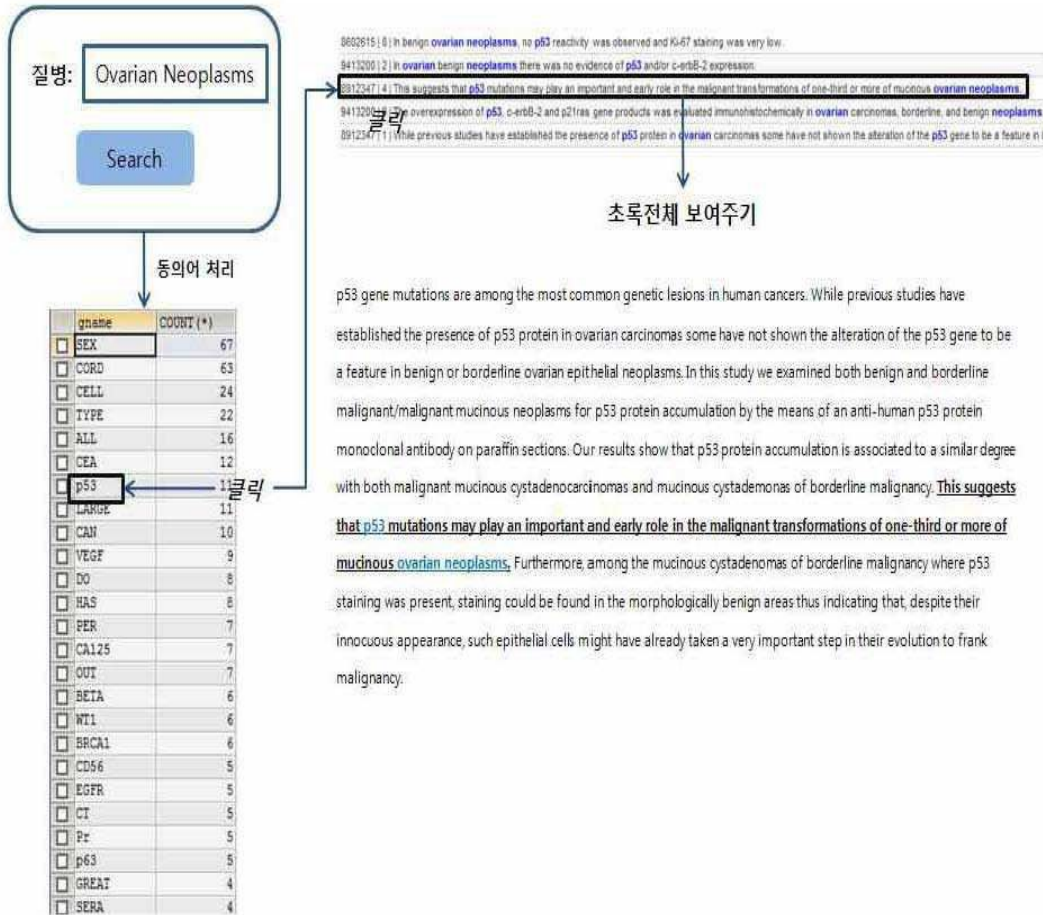 질병:
Ovarian Neoplasms
Search
동의어 처리
gname COUNT(*)
SEX 67
CORD 63
CELL 24
TYPE 22
ALL 16
CEA 12
p53 11
클릭
LARGE 11
CAN 10
VEGF 9
DO 8
HAS 8
PER 7
CA125 7
OUT 7
BETA 6
WT1 6
BRCA1 6
CD56 5
EGFR 5
CT 5
Pr 5
p63 5
GREAT 4
SERA 4
8602615 | 8 | In benign ovarian neoplasms, no p53 reactivity was observed and Ki-67 staining was very low.
9413200 | 2 | In ovarian benign neoplasms there was no evidence of p53 and/or c-erbB-2 expression.
8912347 | 4 | This suggests that p53 mutations may play an important and early role in the malignant transformations of one-third or more of mucinous ovarian neoplasms.
9413200 The overexpression of p53, c-erbB-2 and p21ras gene products was evaluated immunohistochemically in ovarian carcinomas, borderline, and benign neoplasms
클릭
8912347 | 1 | While previous studies have established the presence of p53 protein in ovarian carcinomas some have not shown the alteration of the p53 gene to be a feature in
초록전체 보여주기
p53 gene mutations are among the most common genetic lesions in human cancers. While previous studies have
established the presence of p53 protein in ovarian carcinomas some have not shown the alteration of the p53 gene to be
a feature in benign or borderline ovarian epithelial neoplasms. In this study we examined both benign and borderline
malignant/malignant mucinous neoplasms for p53 protein accumulation by the means of an anti-human p53 protein
monoclonal antibody on paraffin sections. Our results show that p53 protein accumulation is associated to a similar degree
with both malignant mucinous cystadenocarcinomas and mucinous cystademonas of borderline malignancy. This suggests
that p53 mutations may play an important and early role in the malignant transformations of one-third or more of
mucinous ovarian neoplasms. Furthermore, among the mucinous cystadenomas of borderline malignancy where p53
staining was present, staining could be found in the morphologically benign areas thus indicating that, despite their
innocuous appearance, such epithelial cells might have already taken a very important step in their evolution to frank
malignancy.